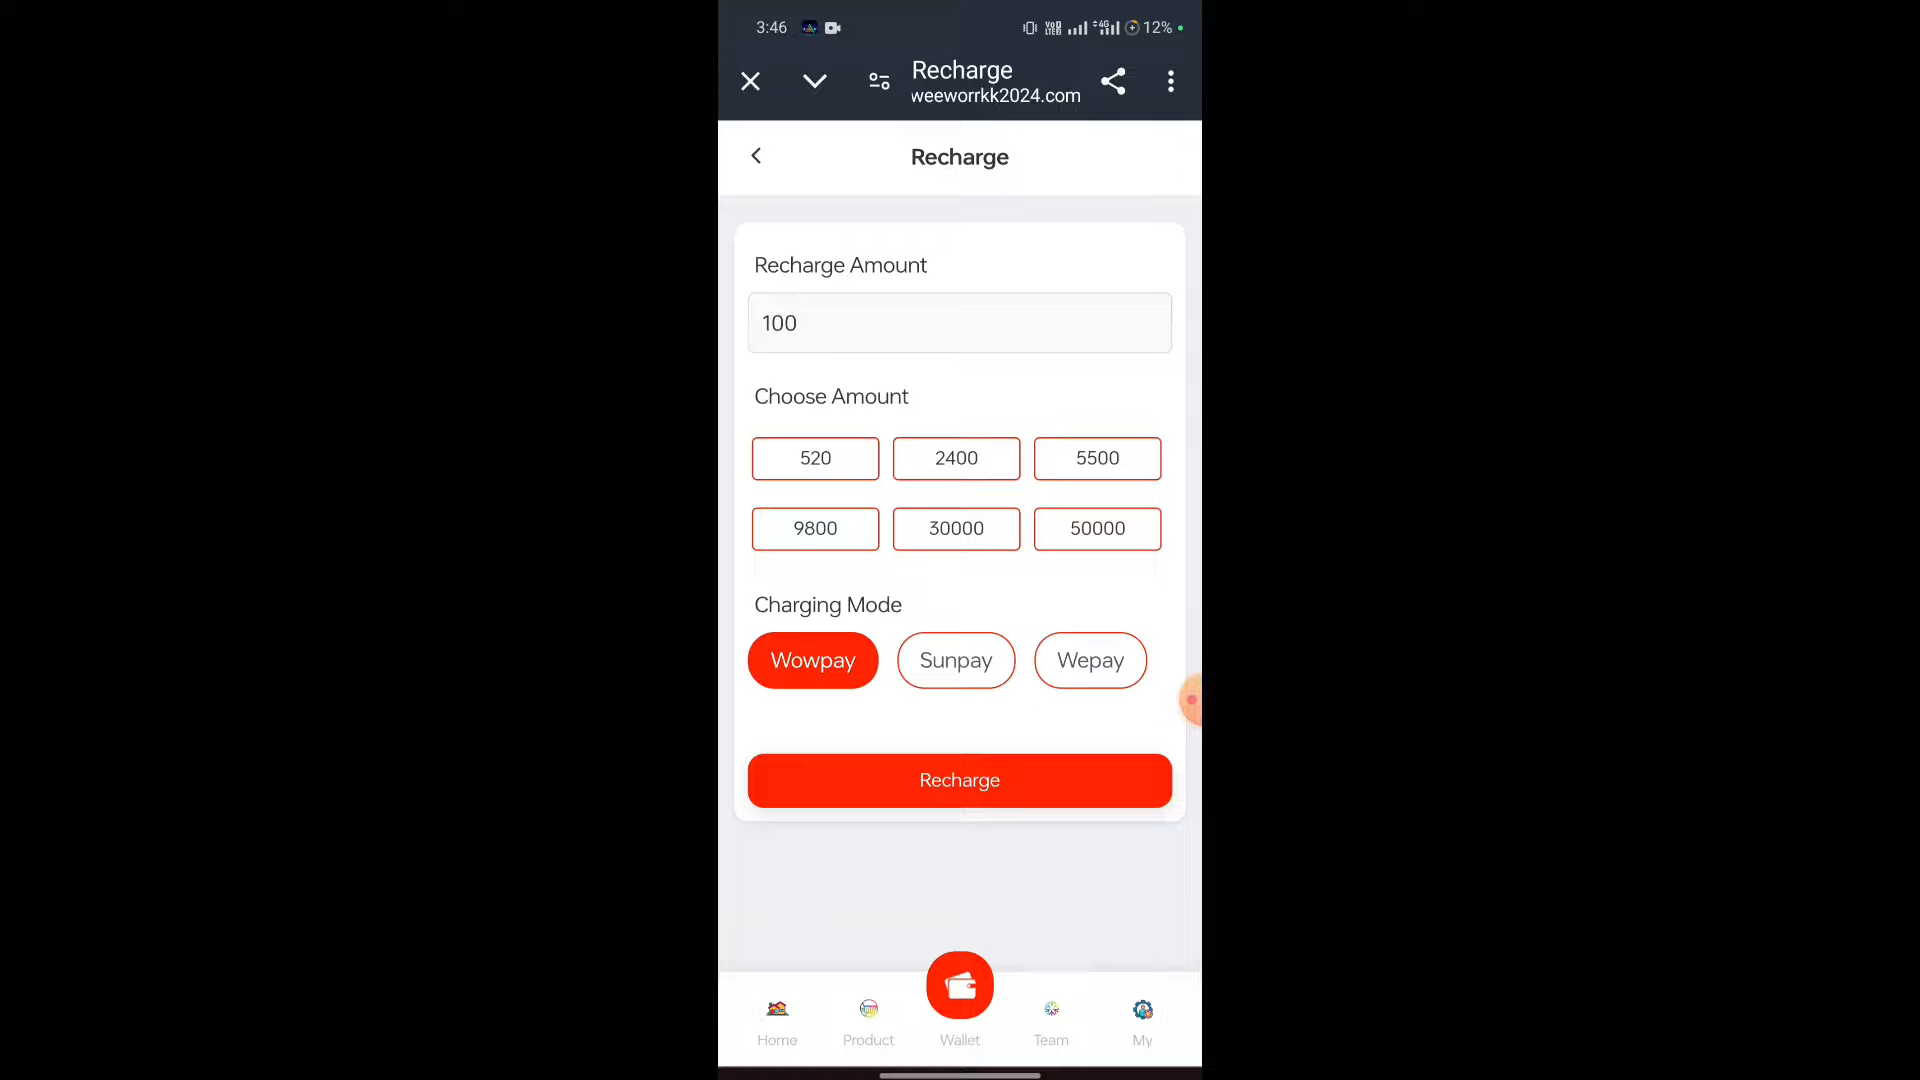 3:46 12%
Recharge
weeworrkk2024.com
Recharge
Recharge Amount
100
Choose Amount
520 2400 5500
9800 30000 50000
Charging Mode
Wowpay Sunpay Wepay
Recharge
Home Product Wallet Team My